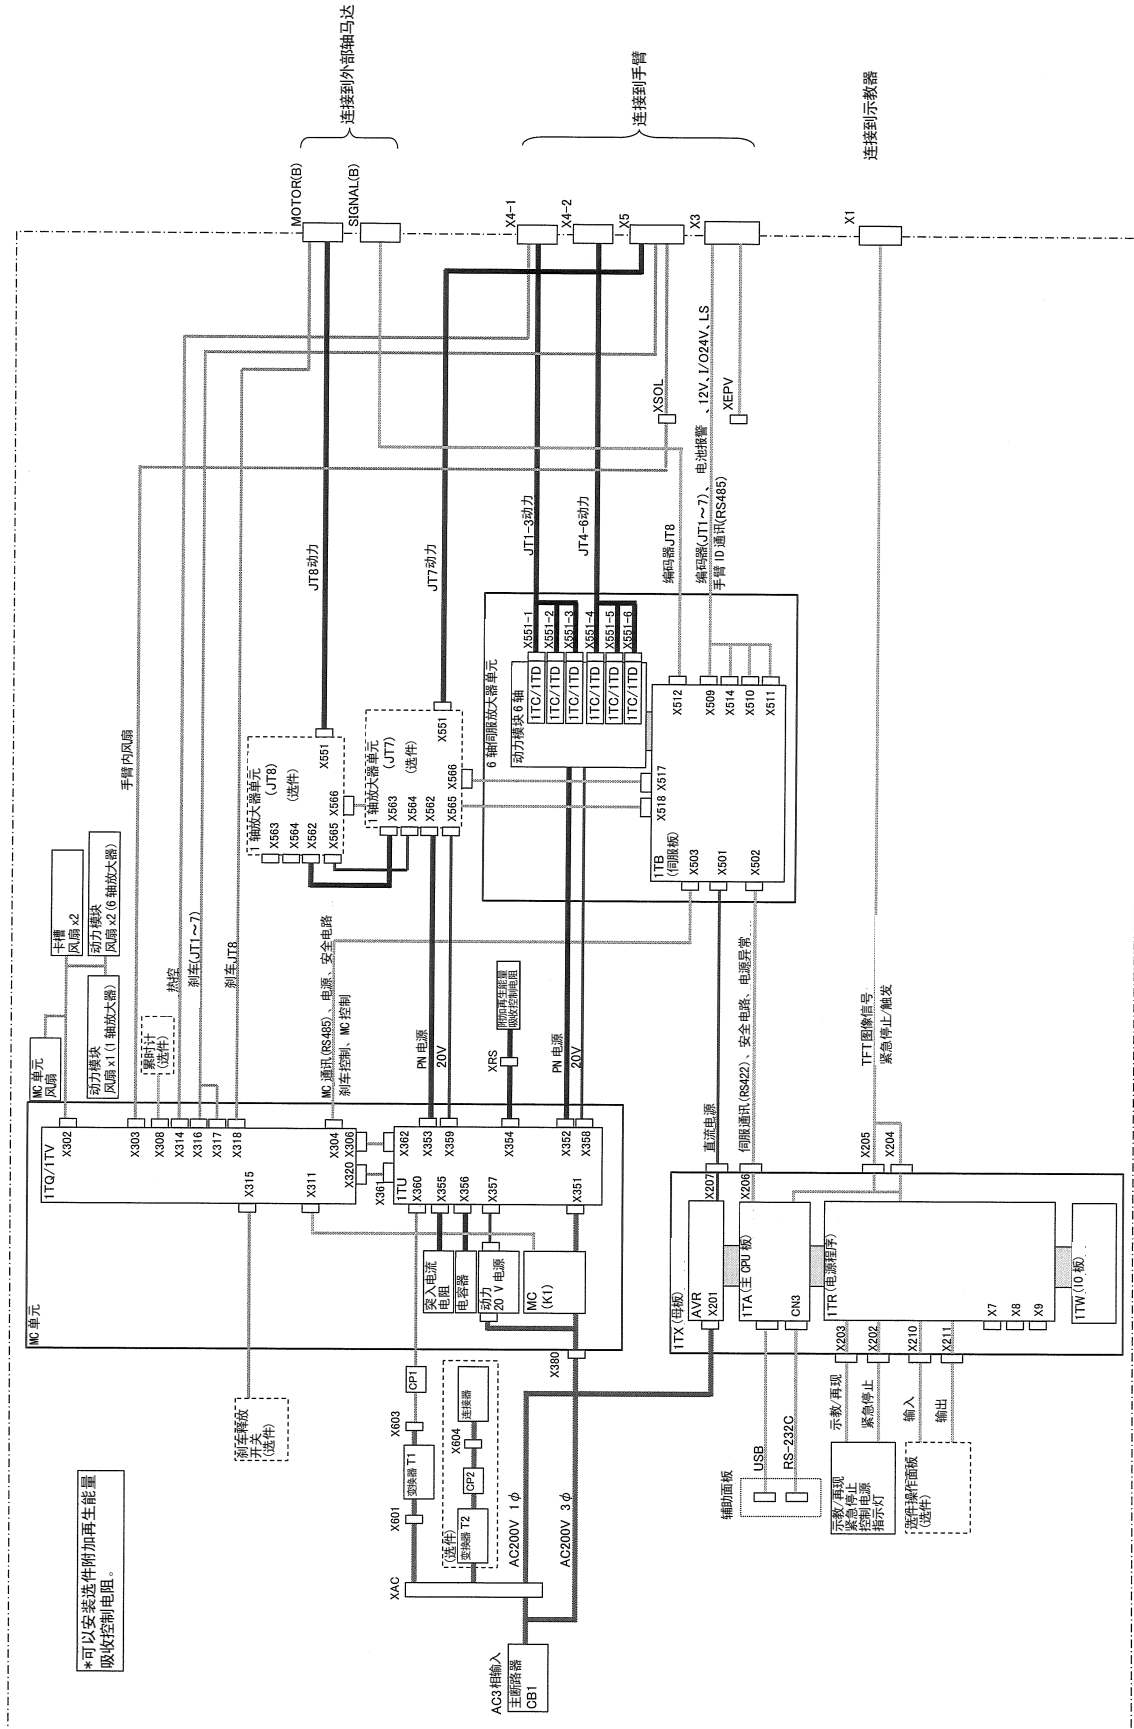 连接到外部轴马达
连接到手臂
连接到示教器
MOTOR(B)
SIGNAL(B)
X4-1
X4-2
X5
X3
X1
XSOL
XEPV
JT8动力
JT7动力
JT1-3动力
JT4-6动力
编码器JT8
编码器(JT1~7)、 电池报警 、12V、I/O24V、LS
手臂 ID 通讯(RS485)
手臂内风扇
热控
刹车(JT1~7)
刹车JT8
1 轴放大器单元
(JT8)
(选件)
X551
X563
X564
X562
X565
X566
1 轴放大器单元
(JT7)
(选件)
X551
X563
X564
X562
X565
X566
6 轴伺服放大器单元
动力模块 6 轴
1TC/1TD
1TC/1TD
1TC/1TD
1TC/1TD
1TC/1TD
1TC/1TD
X551-1
X551-2
X551-3
X551-4
X551-5
X551-6
X512
X509
X514
X510
X511
X517
X518
1TB
(伺服板)
X503
X501
X502
卡槽
风扇 x2
动力模块
风扇 x2 (6 轴放大器)
MC 单元
风扇
动力模块
风扇 x1 (1 轴放大器)
累时计
(选件)
MC 通讯(RS485)、电源、安全电路
刹车控制、MC 控制
PN 电源
20V
XRS
附加再生能量
吸收控制电阻
PN 电源
20V
直流电源
伺服通讯(RS422)、安全电路、电源异常
TFT图像信号
紧急停止/触发
MC 单元
1TQ/1TV
X302
X303
X308
X314
X316
X317
X318
X304
X306
X320
X315
X311
1TU
X361
X362
X353
X359
X354
X352
X358
X360
X355
X356
X357
X351
突入电流
电阻
电容器
动力
20 V 电源
MC
(K1)
X380
刹车释放
开关
(选件)
CP1
X603
变换器 T1
X601
连接器
X604
CP2
变换器 T2
(选件)
XAC
AC200V 1φ
AC200V 3φ
AC3相输入
主断路器
CB1
1TX (母板)
X207
X206
X205
X204
AVR
X201
1TA (主 CPU 板)
CN3
1TR (电源程序)
X7
X8
X9
1TW (IO 板)
X203
X202
X210
X211
USB
RS-232C
辅助面板
示教/再现
紧急停止
输入
输出
示教/再现
紧急停止
控制电源
指示灯
选件操作面板
(选件)
*可以安装选件附加再生能量
吸收控制电阻。